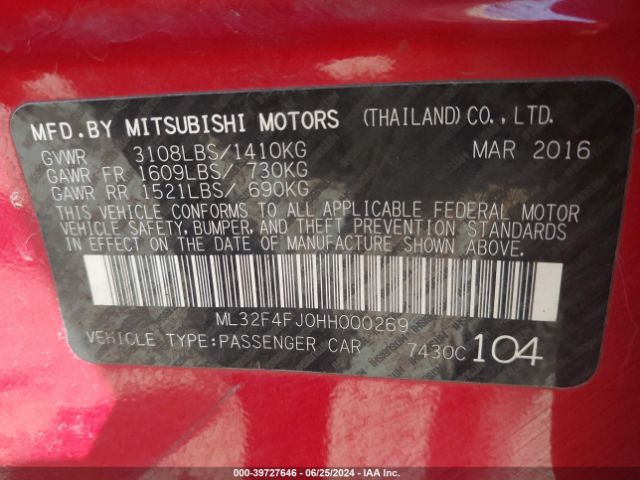 MFD.BY MITSUBISHI MOTORS (THAILAND)CO.,LTD.
GVWR 3108LBS/1410KG MAR 2016
GAWR FR 1609LBS/ 730KG
GAWR RR 1521LBS/ 690KG
THIS VEHICLE CONFORMS TO ALL APPLICABLE FEDERAL MOTOR
VEHICLE SAFETY, BUMPER, AND THEFT PREVENTION STANDARDS
IN EFFECT ON THE DATE OF MANUFACTURE SHOWN ABOVE.
ML32F4FJ0HH000269
VEHICLE TYPE:PASSENGER CAR 7430C 104
000-39727646 - 06/25/2024 - IAA Inc.